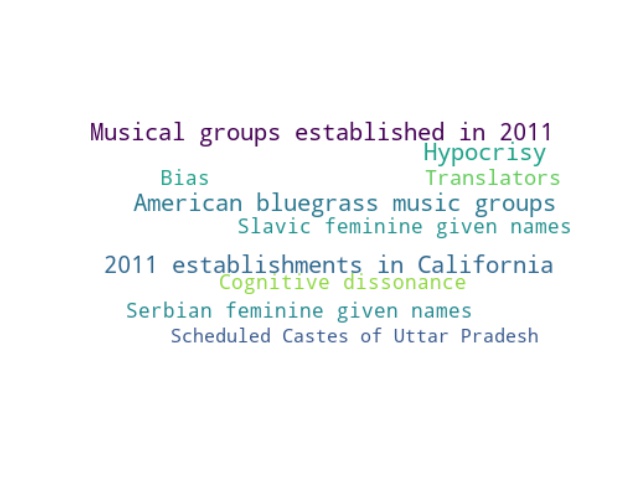 Musical groups established in 2011
Hypocrisy
Bias
Translators
American bluegrass music groups
Slavic feminine given names
2011 establishments in California
Cognitive dissonance
Serbian feminine given names
Scheduled Castes of Uttar Pradesh